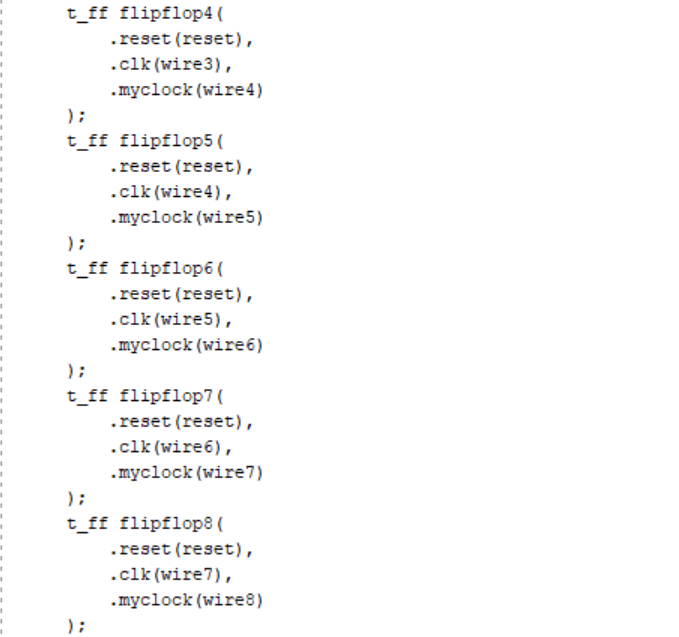 t_ff flipflop4(
.reset(reset),
.clk(wire3),
.myclock(wire4)
);
t_ff flipflop5(
.reset(reset),
.clk(wire4),
.myclock(wire5)
);
t_ff flipflop6(
.reset(reset),
.clk(wire5),
.myclock(wire6)
);
t_ff flipflop7(
.reset(reset),
.clk(wire6),
.myclock(wire7)
);
t_ff flipflop8(
.reset(reset),
.clk(wire7),
.myclock(wire8)
);